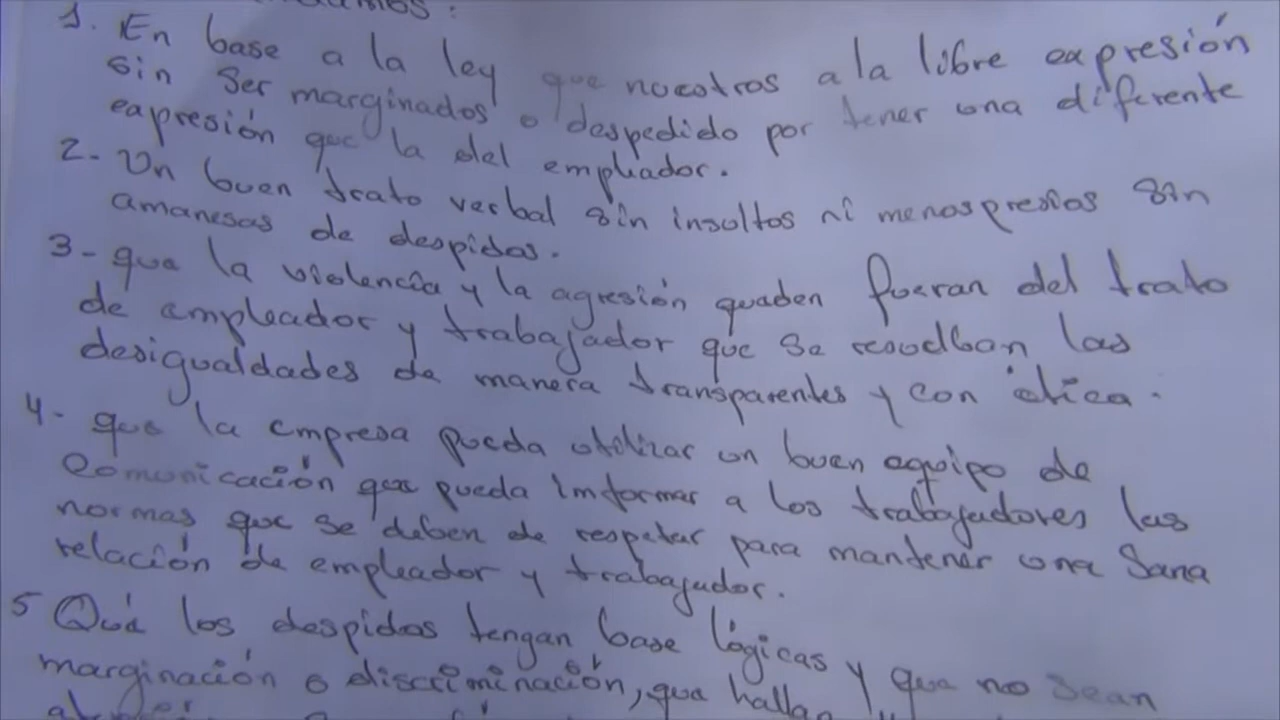 1. En base a la ley que nuestros a la libre expresión
sin ser marginados o despedido por tener una diferente
expresión que la del empleador.
2. Un buen trato verbal sin insultos ni menospresios sin
amanesas de despidos.
3- que la violencia y la agresión queden fueran del trato
de empleador y trabajador que se resuelban las
desigualdades de manera transparentes y con ética.
4- que la empresa pueda utilizar un buen equipo de
Comunicación que pueda imformar a los trabajadores las
normas que se deben de respetar para mantener una Sana
relación de empleador y trabajador.
5 Qué los despidos tengan base lógicas y que no sean
marginación o discriminación, que hallan